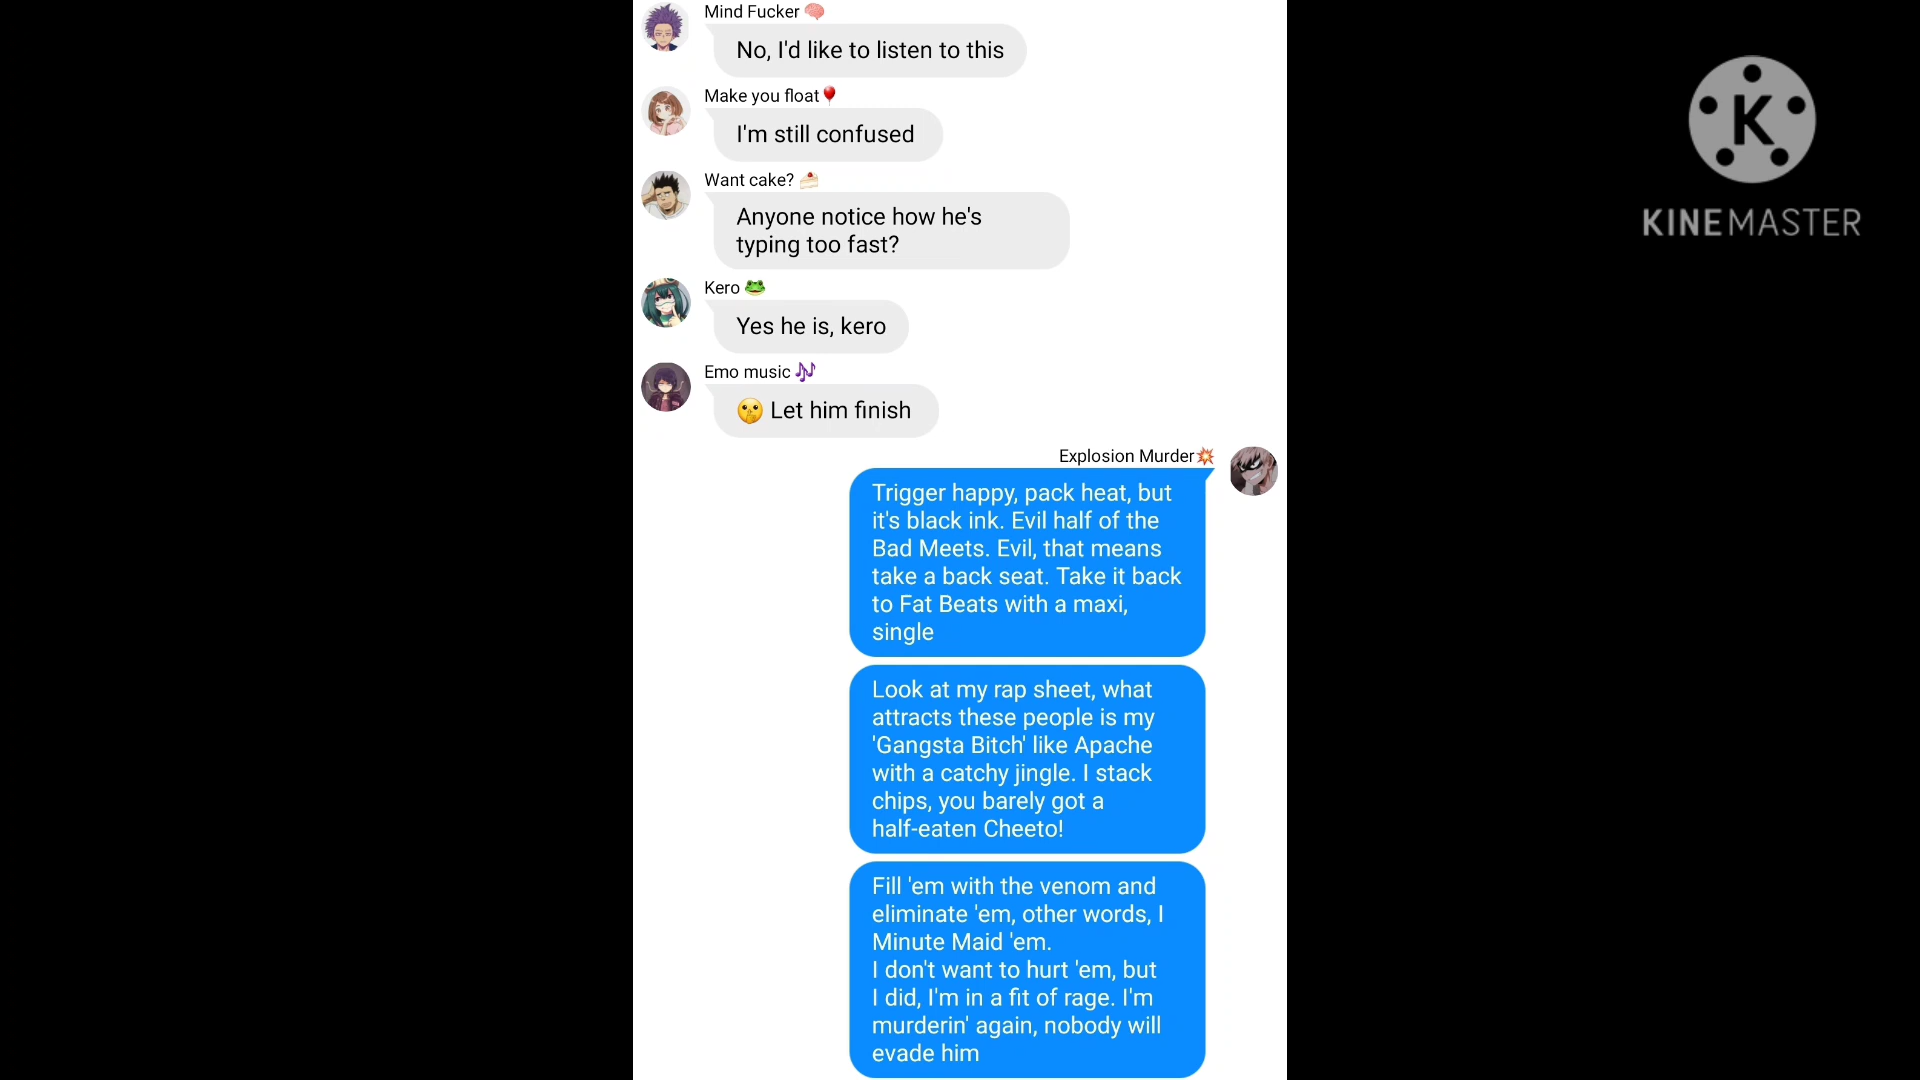 Mind Fucker 🧠
No, I'd like to listen to this
Make you float🎈
I'm still confused
Want cake? 🍰
Anyone notice how he's
typing too fast?
Kero 🐸
Yes he is, kero
Emo music 🎶
🤫 Let him finish
Explosion Murder💥
Trigger happy, pack heat, but
it's black ink. Evil half of the
Bad Meets. Evil, that means
take a back seat. Take it back
to Fat Beats with a maxi,
single
Look at my rap sheet, what
attracts these people is my
'Gangsta Bitch' like Apache
with a catchy jingle. I stack
chips, you barely got a
half-eaten Cheeto!
Fill 'em with the venom and
eliminate 'em, other words, I
Minute Maid 'em.
I don't want to hurt 'em, but
I did, I'm in a fit of rage. I'm
murderin' again, nobody will
evade him
K
KINEMASTER